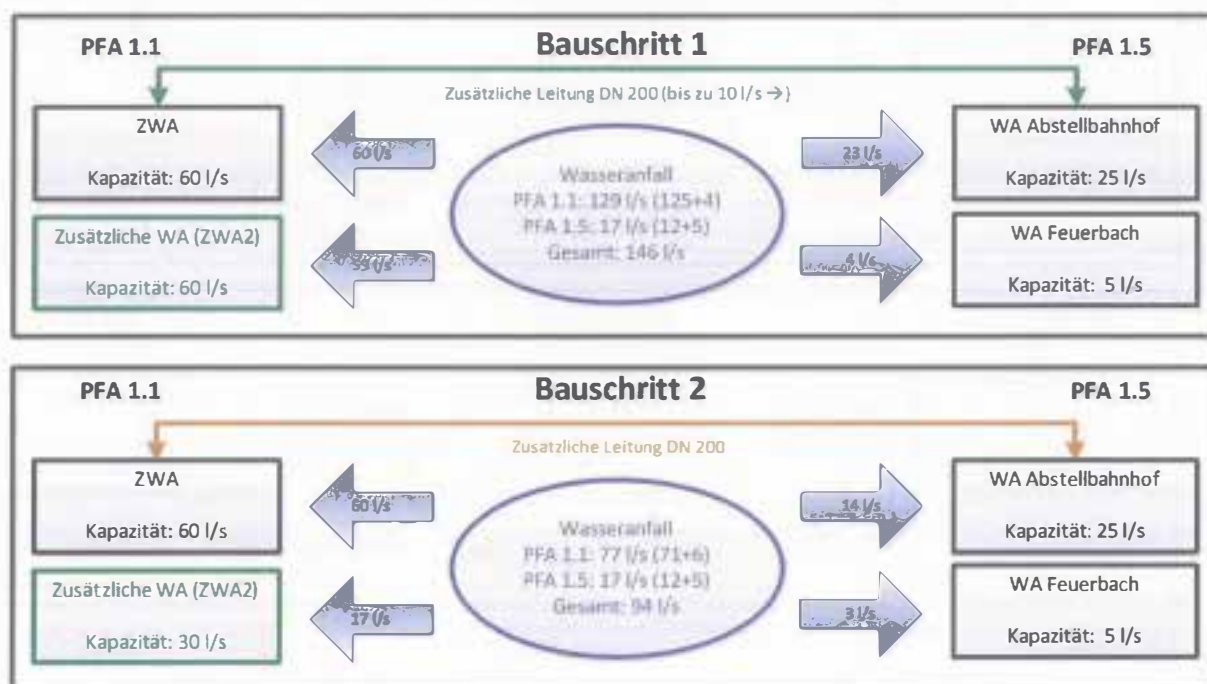 PFA 1.1
Bauschritt 1
PFA 1.5
Zusätzliche Leitung DN 200 (bis zu 10 l/s →)
ZWA
Kapazität: 60 l/s
Zusätzliche WA (ZWA2)
Kapazität: 60 l/s
60 l/s
l/s
Wasseranfall
PFA 1.1: 129 l/s (125+4)
PFA 1.5: 17 l/s (12+5)
Gesamt: 146 l/s
23 l/s
4 l/s
WA Abstellbahnhof
Kapazität: 25 l/s
WA Feuerbach
Kapazität: 5 l/s
PFA 1.1
Bauschritt 2
PFA 1.5
Zusätzliche Leitung DN 200
ZWA
Kapazität: 60 l/s
Zusätzliche WA (ZWA2)
Kapazität: 30 l/s
60 l/s
17 l/s
Wasseranfall
PFA 1.1: 77 l/s (71+6)
PFA 1.5: 17 l/s (12+5)
Gesamt: 94 l/s
14 l/s
3 l/s
WA Abstellbahnhof
Kapazität: 25 l/s
WA Feuerbach
Kapazität: 5 l/s